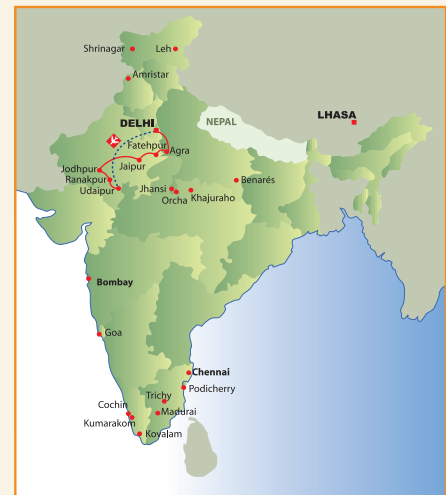 Shrinagar
Leh
Amristar
DELHI
NEPAL
LHASA
Fatehpur
Agra
Jodhpur
Jaipur
Ranakpur
Udaipur
Jhansi
Orcha
Khajuraho
Benarés
Bombay
Goa
Chennai
Podicherry
Trichy
Cochin
Madurai
Kumarakom
Kovalam